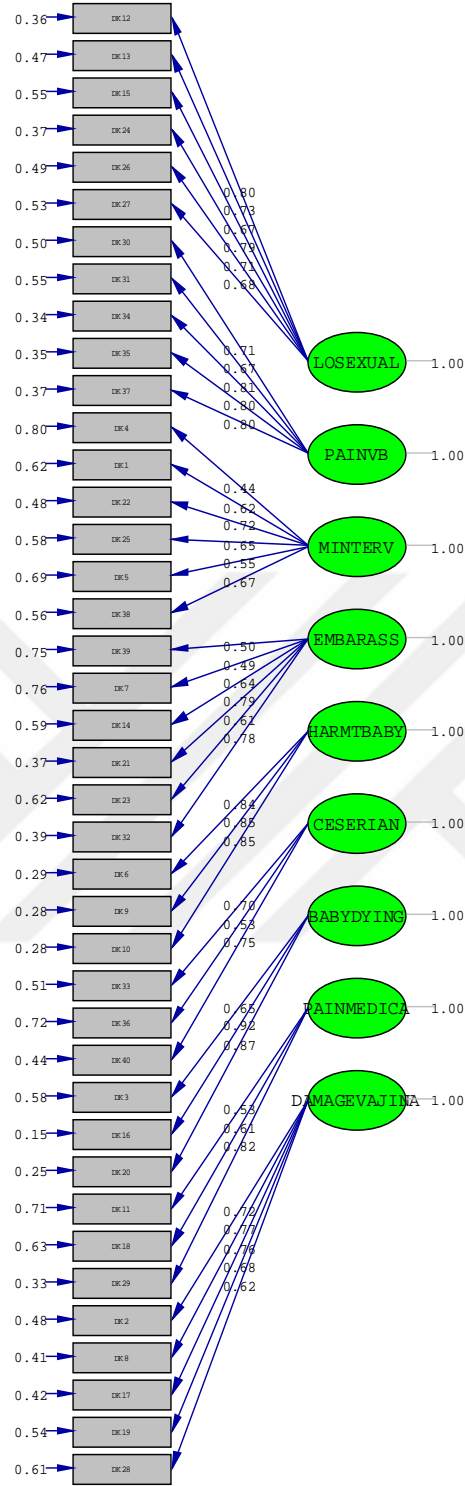 0.36 DK12
0.47 DK13
0.55 DK15
0.37 DK24
0.49 DK26
0.53 DK27
0.50 DK30
0.55 DK31
0.34 DK34
0.35 DK35
0.37 DK37
0.80 DK4
0.62 DK1
0.48 DK22
0.58 DK25
0.69 DK5
0.56 DK38
0.75 DK39
0.76 DK7
0.59 DK14
0.37 DK21
0.62 DK23
0.39 DK32
0.29 DK6
0.28 DK9
0.28 DK10
0.51 DK33
0.72 DK36
0.44 DK40
0.58 DK3
0.15 DK16
0.25 DK20
0.71 DK11
0.63 DK18
0.33 DK29
0.48 DK2
0.41 DK8
0.42 DK17
0.54 DK19
0.61 DK28
0.80
0.73
0.67
0.79
0.71
0.68
0.71
0.67
0.81
0.80
0.80
0.44
0.62
0.72
0.65
0.55
0.67
0.50
0.49
0.64
0.79
0.61
0.78
0.84
0.85
0.85
0.70
0.53
0.75
0.65
0.92
0.87
0.53
0.61
0.82
0.72
0.77
0.76
0.68
0.62
LOSEXUAL 1.00
PAINVB 1.00
MINTERV 1.00
EMBARASS 1.00
HARMTBABY 1.00
CESERIAN 1.00
BABYDYING 1.00
PAINMEDICA 1.00
DAMAGEVAJINA 1.00